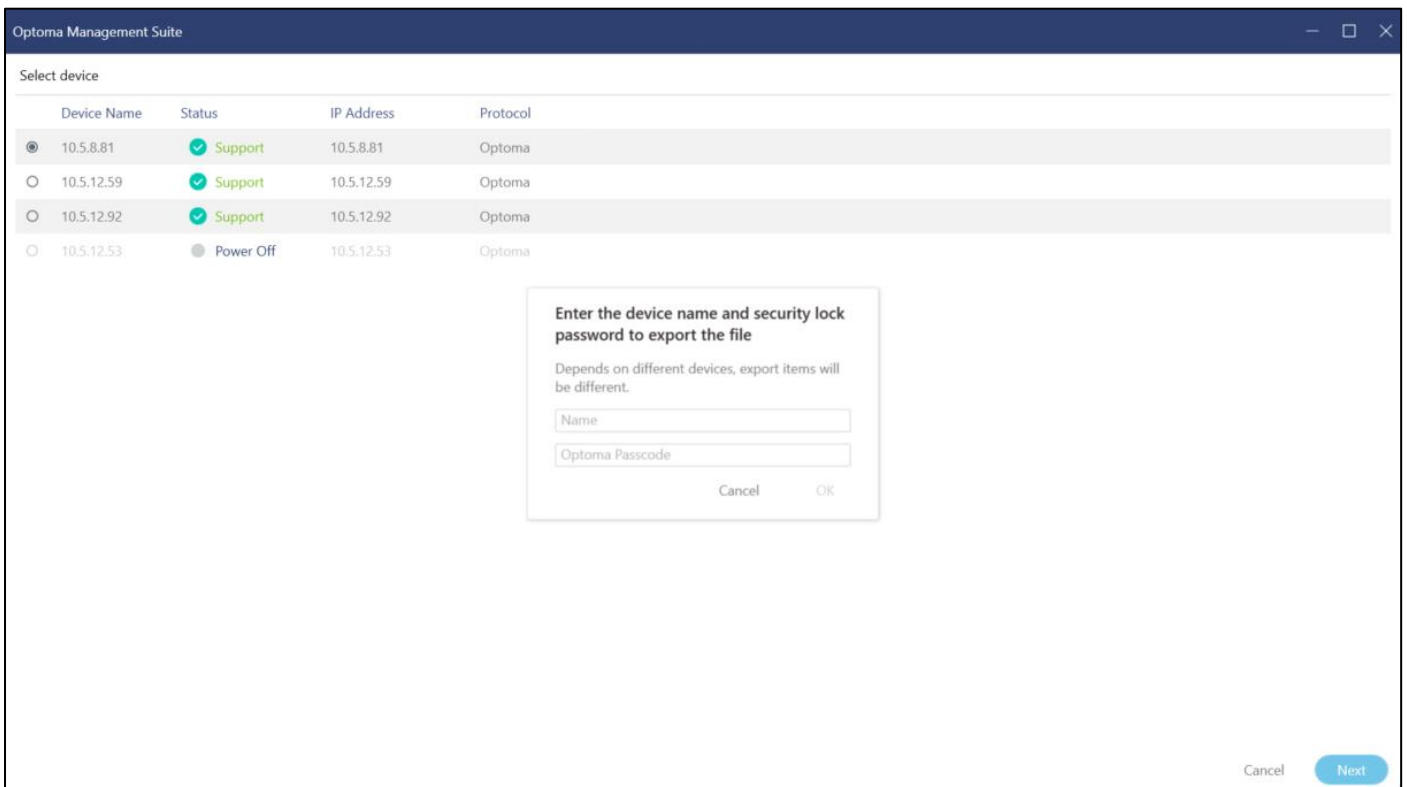 Optoma Management Suite
Select device
Device Name Status IP Address Protocol
10.5.8.81 Support 10.5.8.81 Optoma
10.5.12.59 Support 10.5.12.59 Optoma
10.5.12.92 Support 10.5.12.92 Optoma
10.5.12.53 Power Off 10.5.12.53 Optoma
Enter the device name and security lock
password to export the file
Depends on different devices, export items will
be different.
Name
Optoma Passcode
Cancel OK
Cancel Next